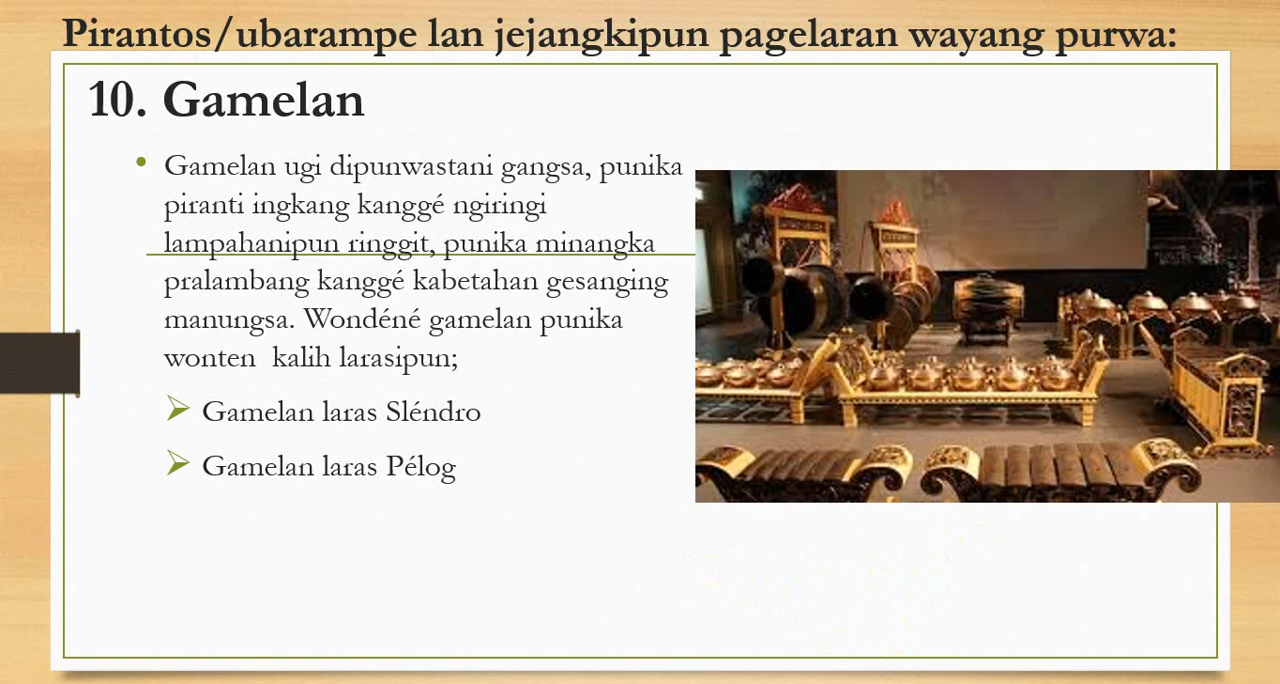 Pirantos/ubarampe lan jejangkipun pagelaran wayang purwa:
10. Gamelan
• Gamelan ugi dipunwastani gangsa, punika
piranti ingkang kanggé ngiringi
lampahanipun ringgit, punika minangka
pralambang kanggé kabetahan gesanging
manungsa. Wondéné gamelan punika
wonten  kalih larasipun;
➢ Gamelan laras Sléndro
➢ Gamelan laras Pélog